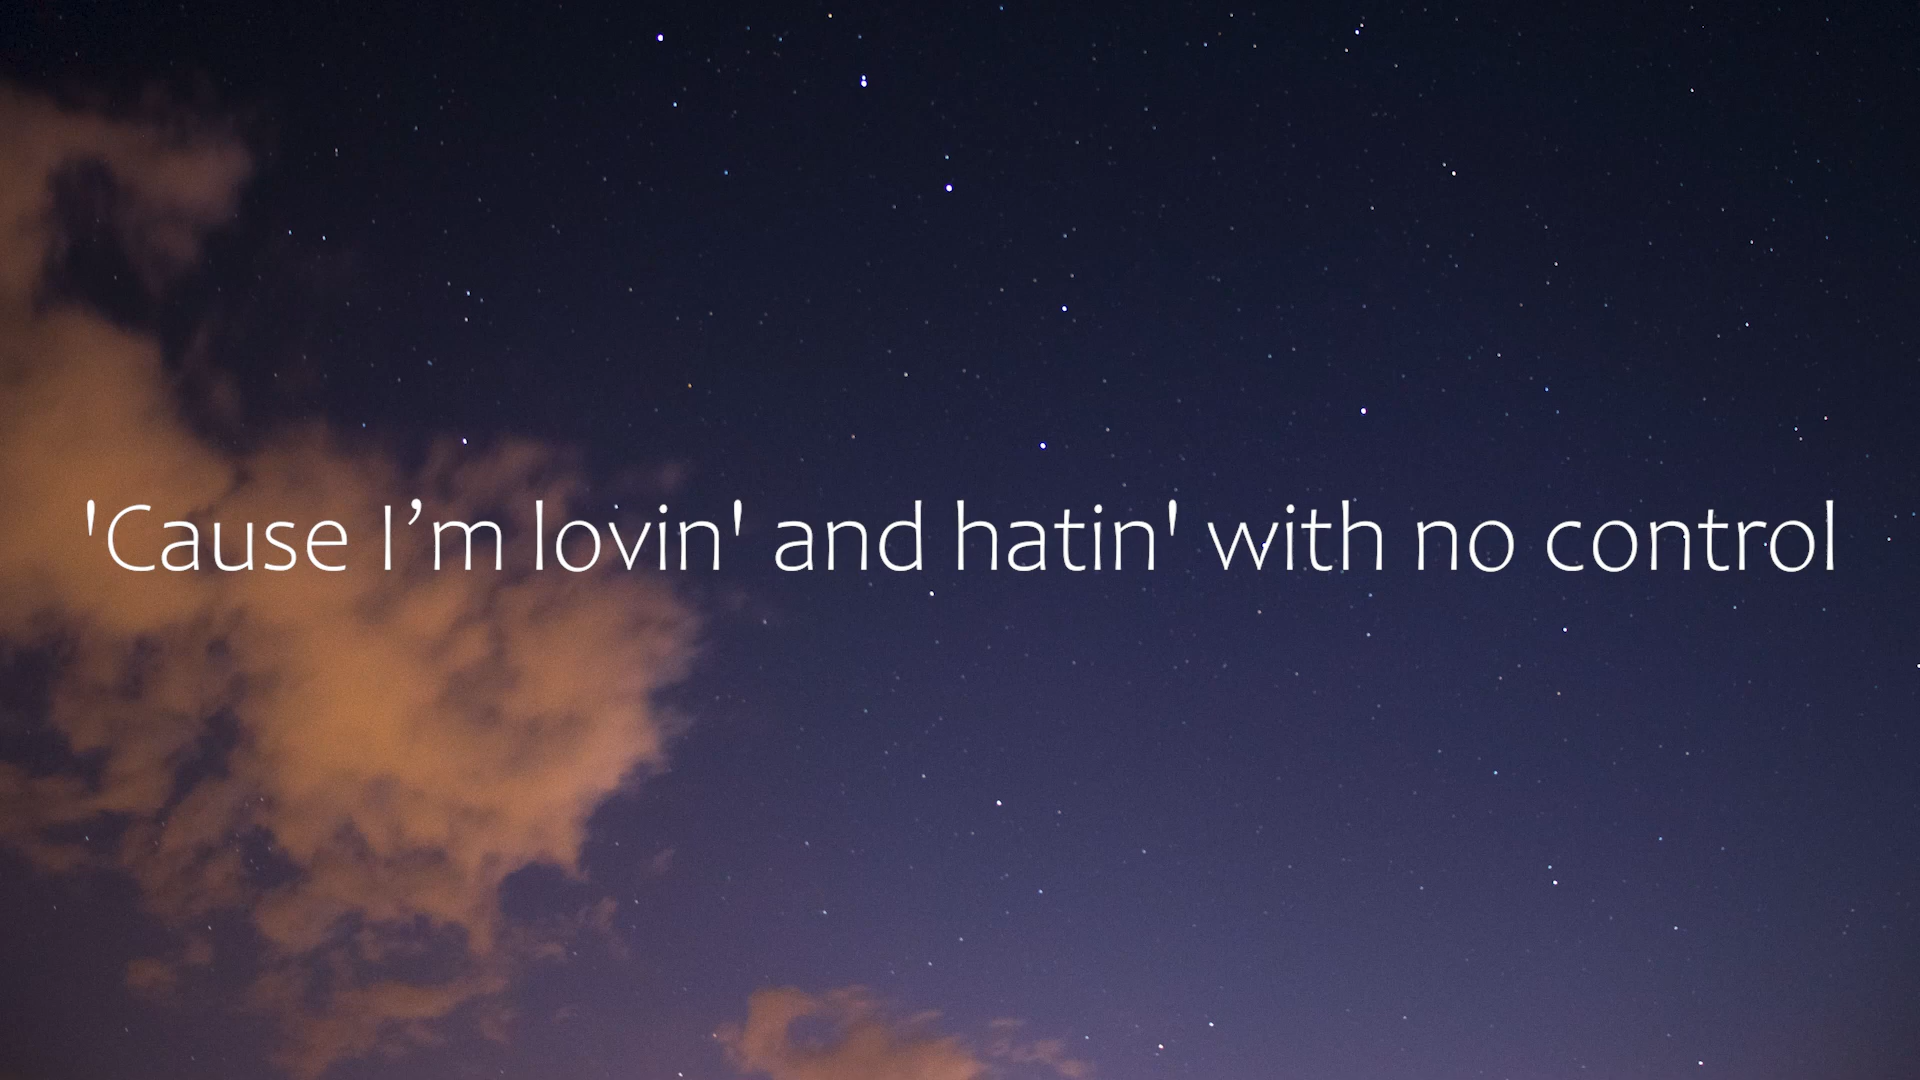 'Cause I’m lovin' and hatin' with no control